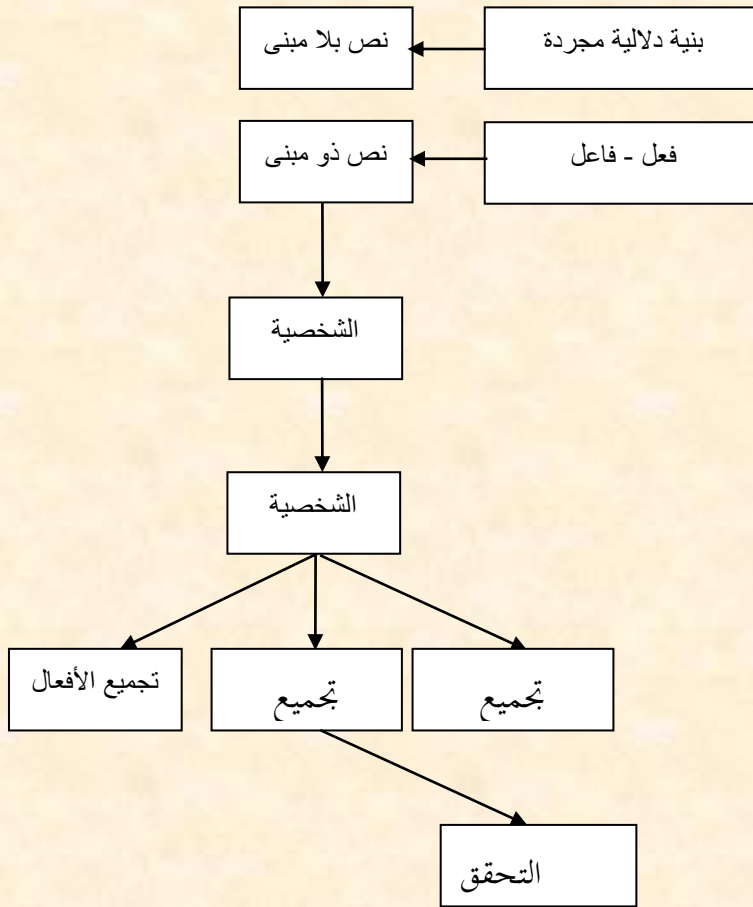 بنية دلالية مجردة
نص بلا مبنى
فعل - فاعل
نص ذو مبنى
الشخصية
الشخصية
تجميع
تجميع
تجميع الأفعال
التحقق